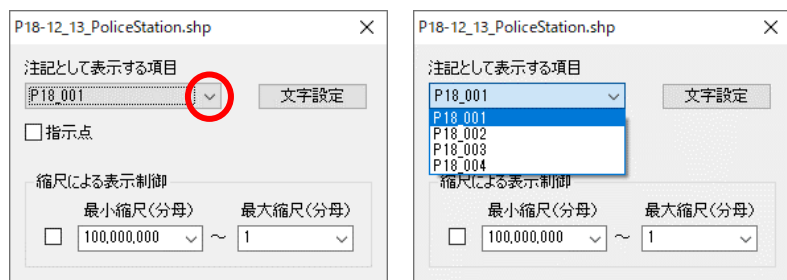 P18-12_13_PoliceStation.shp
注記として表示する項目
P18_001
文字設定
指示点
縮尺による表示制御
最小縮尺(分母)
最大縮尺(分母)
100,000,000
～
1
P18-12_13_PoliceStation.shp
注記として表示する項目
P18_001
文字設定
P18_001
P18_002
P18_003
P18_004
縮尺による表示制御
最小縮尺(分母)
最大縮尺(分母)
100,000,000
～
1